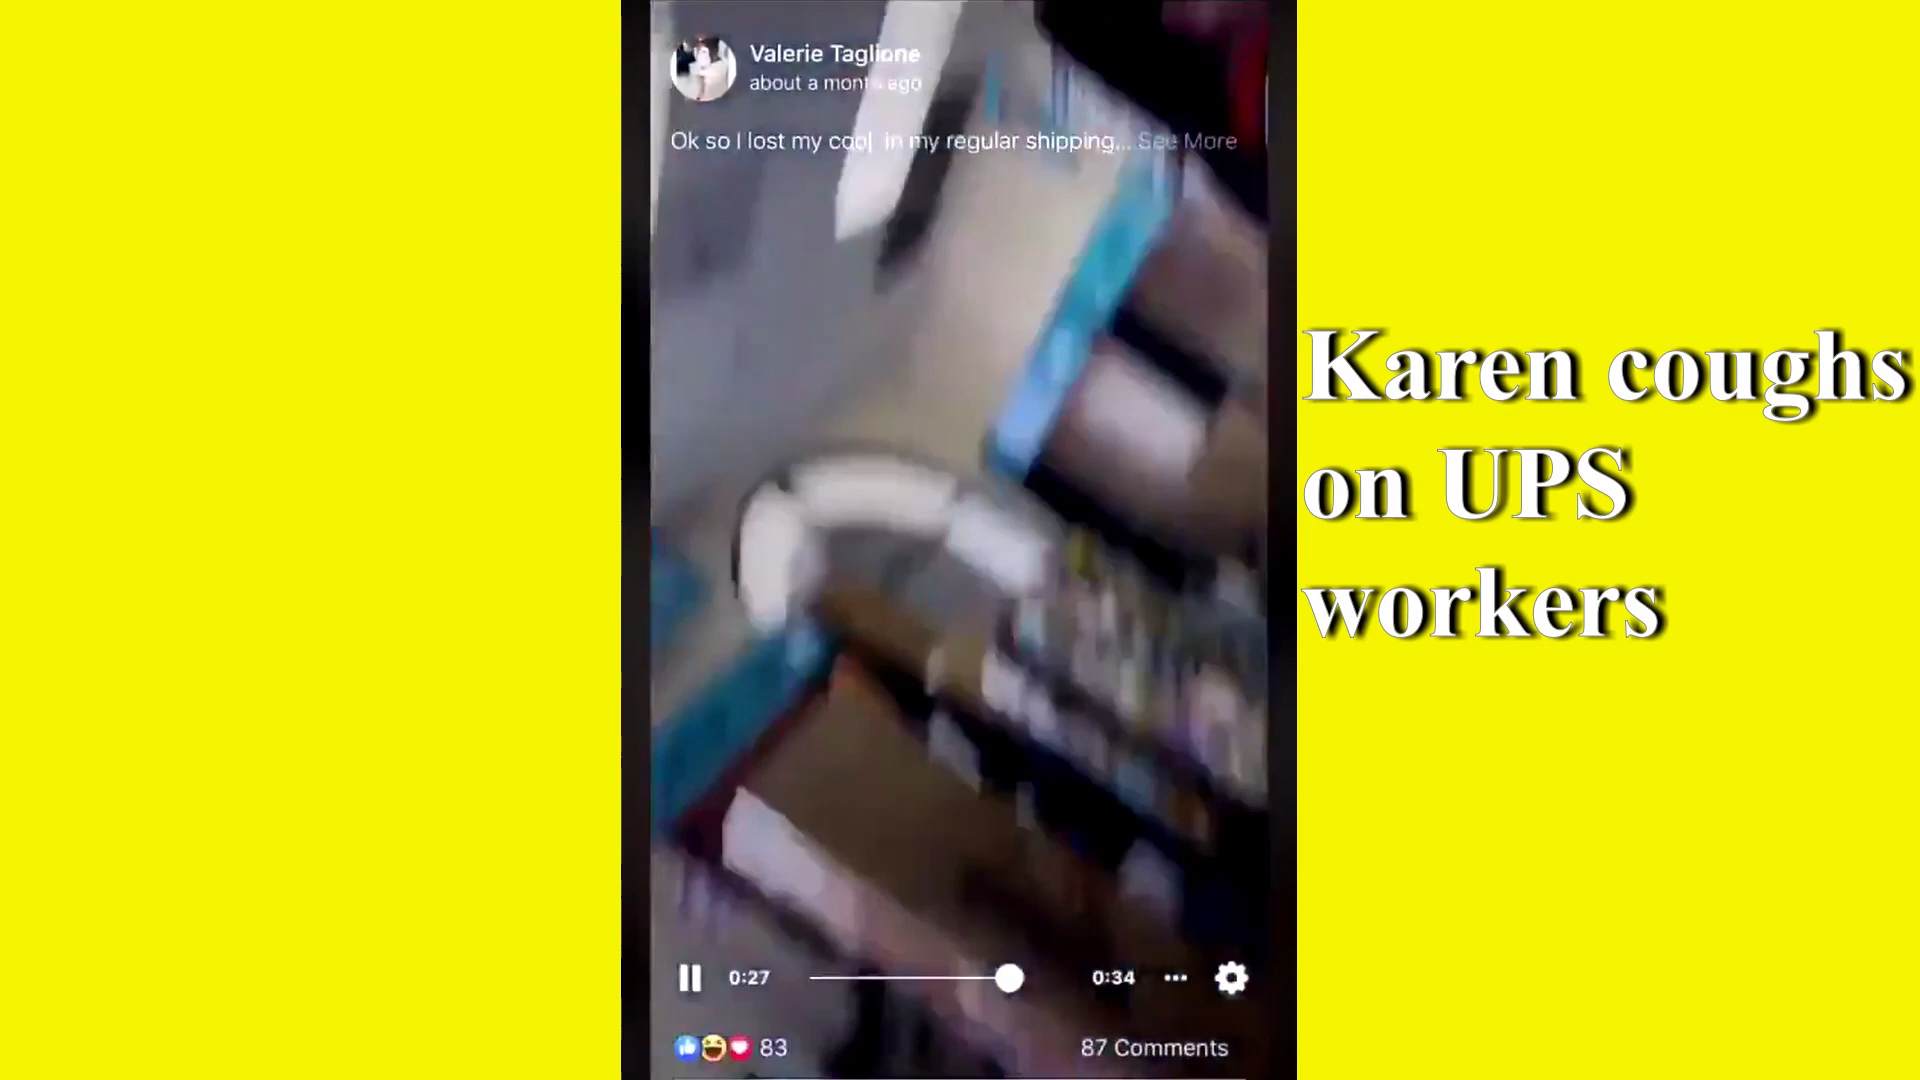 Valerie Taglione
about a month ago
Ok so I lost my cool in my regular shipping... See More
Karen coughs
on UPS
workers
0:27
0:34
83
87 Comments